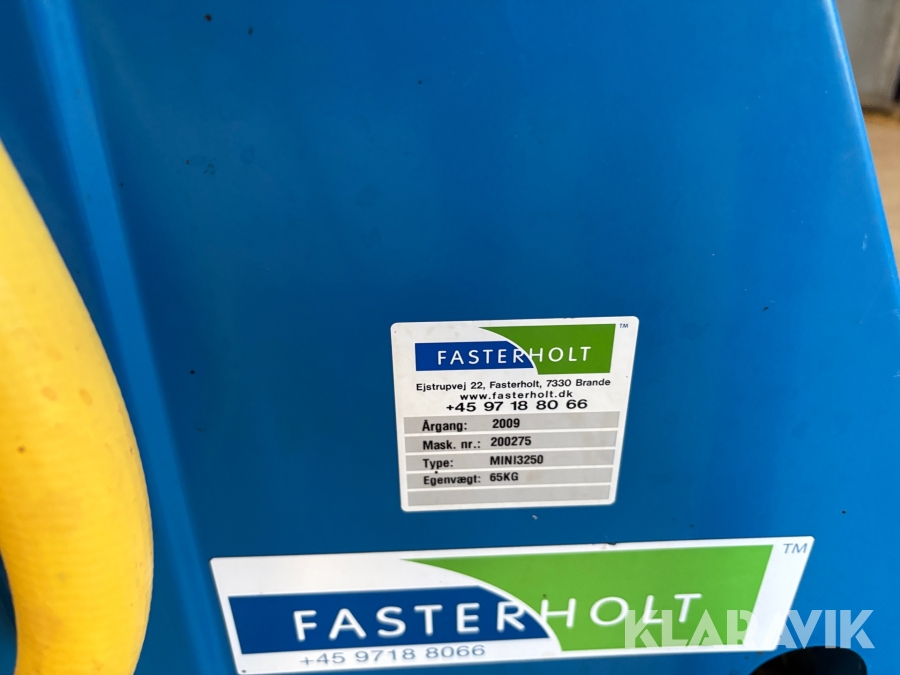 FASTERHOLT ™
Ejstrupvej 22, Fasterholt, 7330 Brande
www.fasterholt.dk
+45 97 18 80 66
Årgang: 2009
Mask. nr.: 200275
Type: MINI3250
Egenvægt: 65KG
FASTERHOLT ™
+45 9718 8066
KLARAVIK